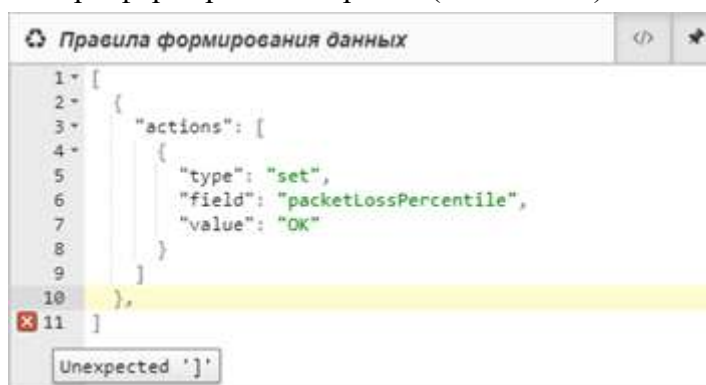 Правила формирования данных </>
1 [
2 {
3 "actions": [
4 {
5 "type": "set",
6 "field": "packetLossPercentile",
7 "value": "OK"
8 }
9 ]
10 },
11 ]
Unexpected ']'